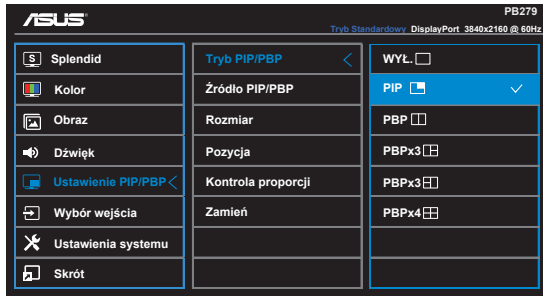 ASUS
PB279
Tryb Standardowy DisplayPort 3840x2160 @ 60Hz
S Splendid
Kolor
Obraz
Dźwięk
Ustawienie PIP/PBP
Wybór wejścia
Ustawienia systemu
Skrót
Tryb PIP/PBP
Źródło PIP/PBP
Rozmiar
Pozycja
Kontrola proporcji
Zamień
WYŁ.
PIP
PBP
PBPx3
PBPx3
PBPx4